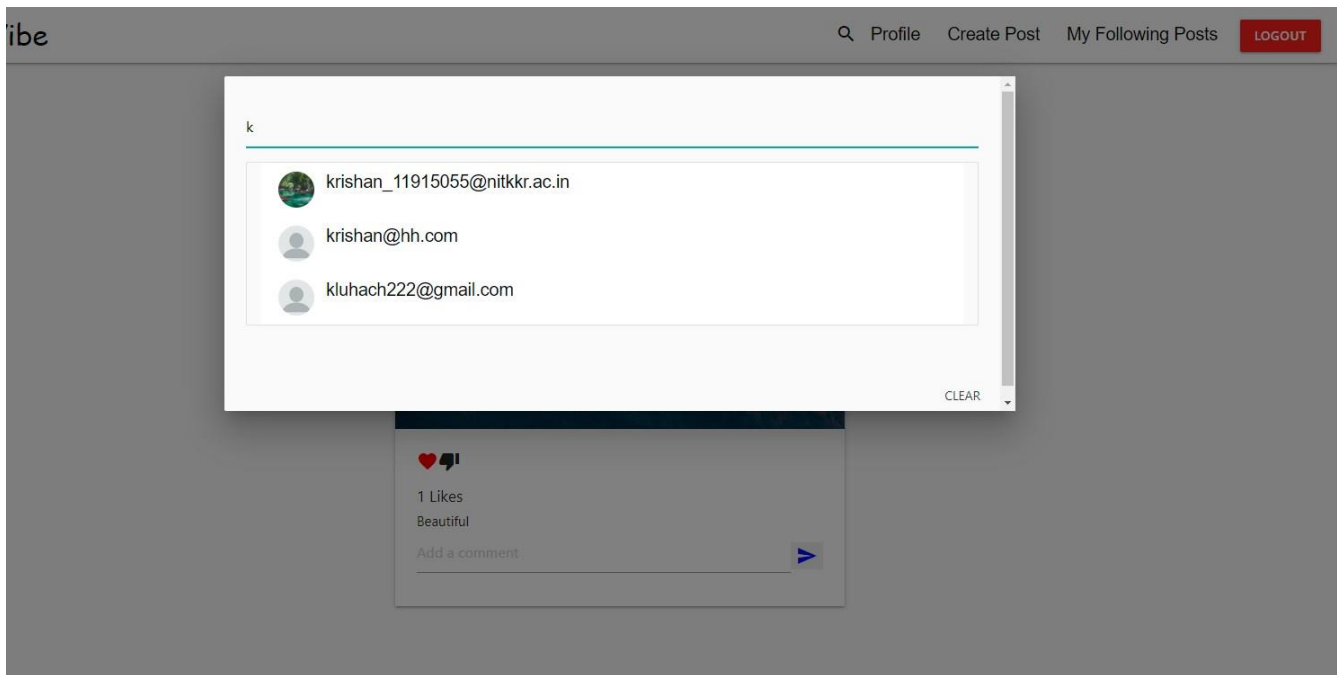 ibe Profile Create Post My Following Posts LOGOUT
k
krishan_11915055@nitkkr.ac.in
krishan@hh.com
kluhach222@gmail.com
CLEAR
1 Likes
Beautiful
Add a comment